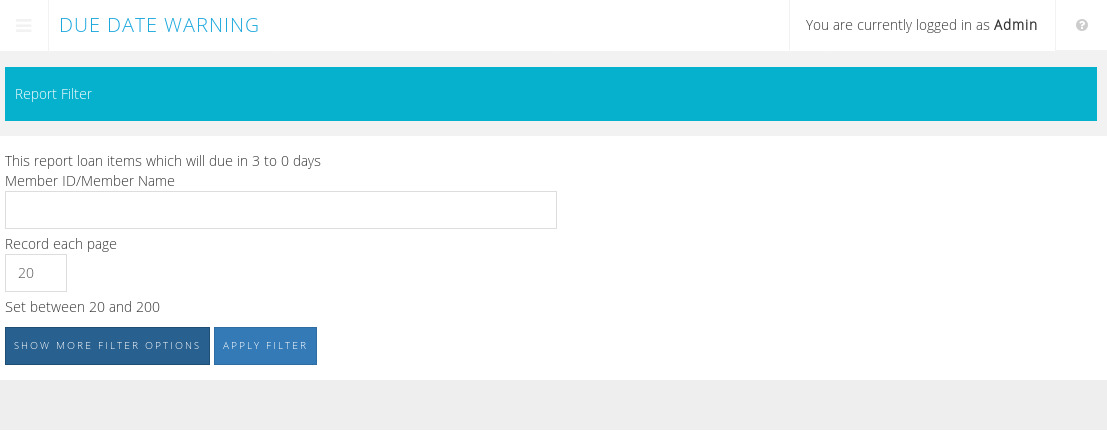 DUE DATE WARNING
You are currently logged in as Admin
Report Filter
This report loan items which will due in 3 to 0 days
Member ID/Member Name
Record each page
20
Set between 20 and 200
SHOW MORE FILTER OPTIONS
APPLY FILTER